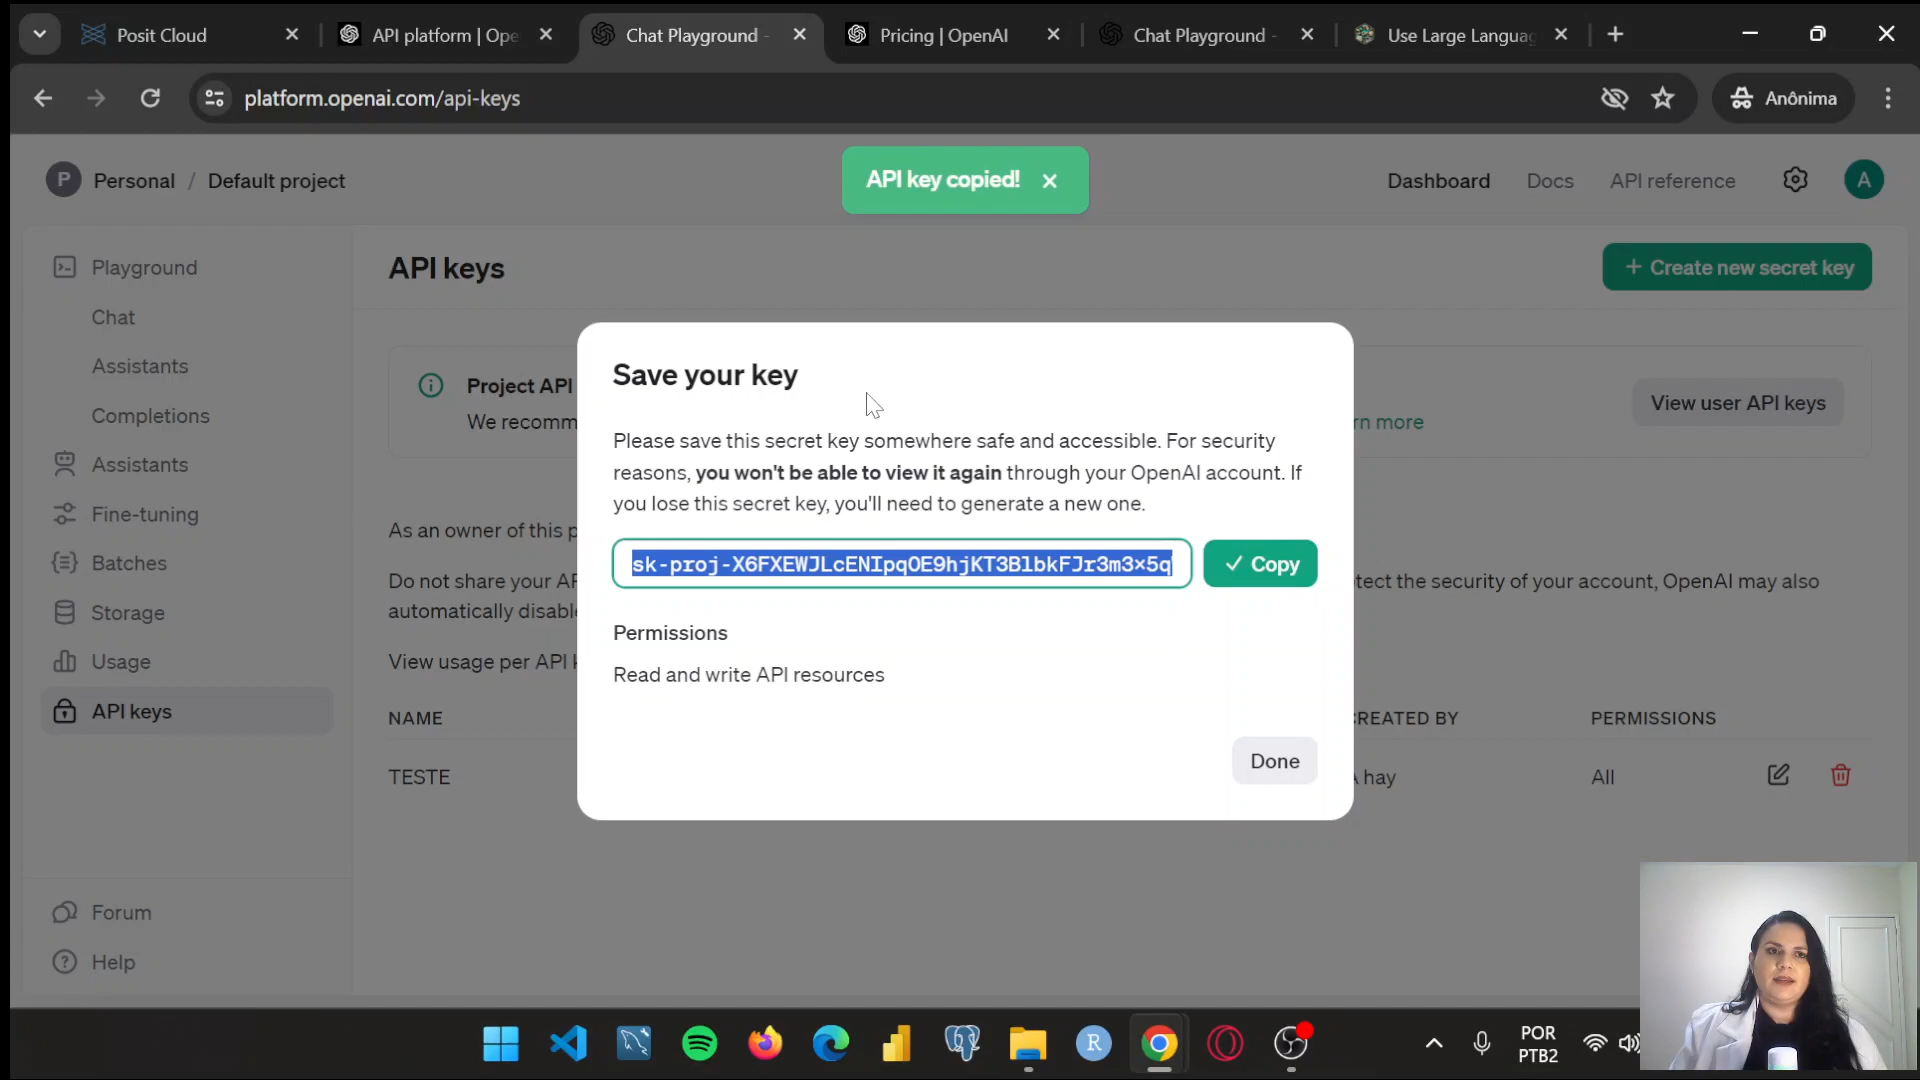 Posit Cloud
API platform | Ope
Chat Playground -
Pricing | OpenAI
Chat Playground -
Use Large Langua
platform.openai.com/api-keys
Anônima
API key copied!
P Personal / Default project
Dashboard
Docs
API reference
A
Playground
Chat
Assistants
Completions
Assistants
Fine-tuning
Batches
Storage
Usage
API keys
Forum
Help
API keys
+ Create new secret key
Project API
We recomm
rn more
View user API keys
As an owner of this p
Do not share your AP
tect the security of your account, OpenAI may also
automatically disable
View usage per API k
NAME
CREATED BY
PERMISSIONS
TESTE
A hay
All
Save your key
Please save this secret key somewhere safe and accessible. For security
reasons, you won't be able to view it again through your OpenAI account. If
you lose this secret key, you'll need to generate a new one.
sk-proj-X6FXEWJLcENIpqOE9hjKT3BlbkFJr3m3x5q
Copy
Permissions
Read and write API resources
Done
R
POR
PTB2